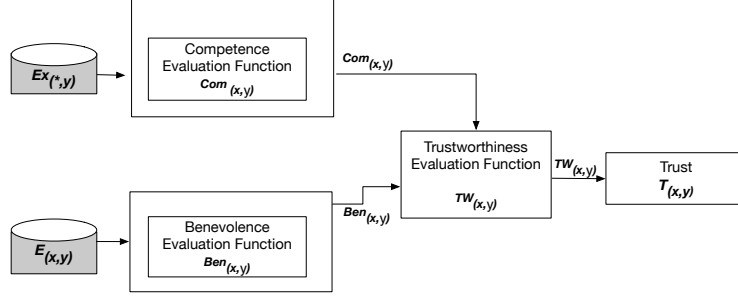 Ex(*,y)
Competence
Evaluation Function
Com (x,y)
Com(x,y)
Trustworthiness
Evaluation Function
TW(x,y)
TW(x,y)
Trust
T(x,y)
E(x,y)
Benevolence
Evaluation Function
Ben(x,y)
Ben(x,y)